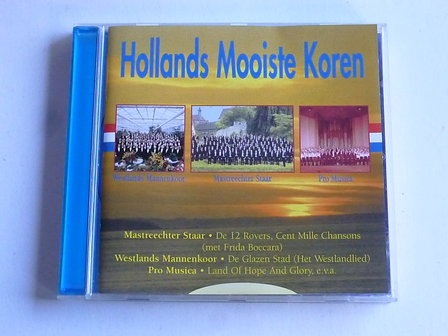 Hollands Mooiste Koren
Westlands Mannenkoor
Mastreechter Staar
Pro Musica
Mastreechter Staar • De 12 Rovers, Cent Mille Chansons
(met Frida Boccara)
Westlands Mannenkoor • De Glazen Stad (Het Westlandlied)
Pro Musica • Land Of Hope And Glory, e.v.a.